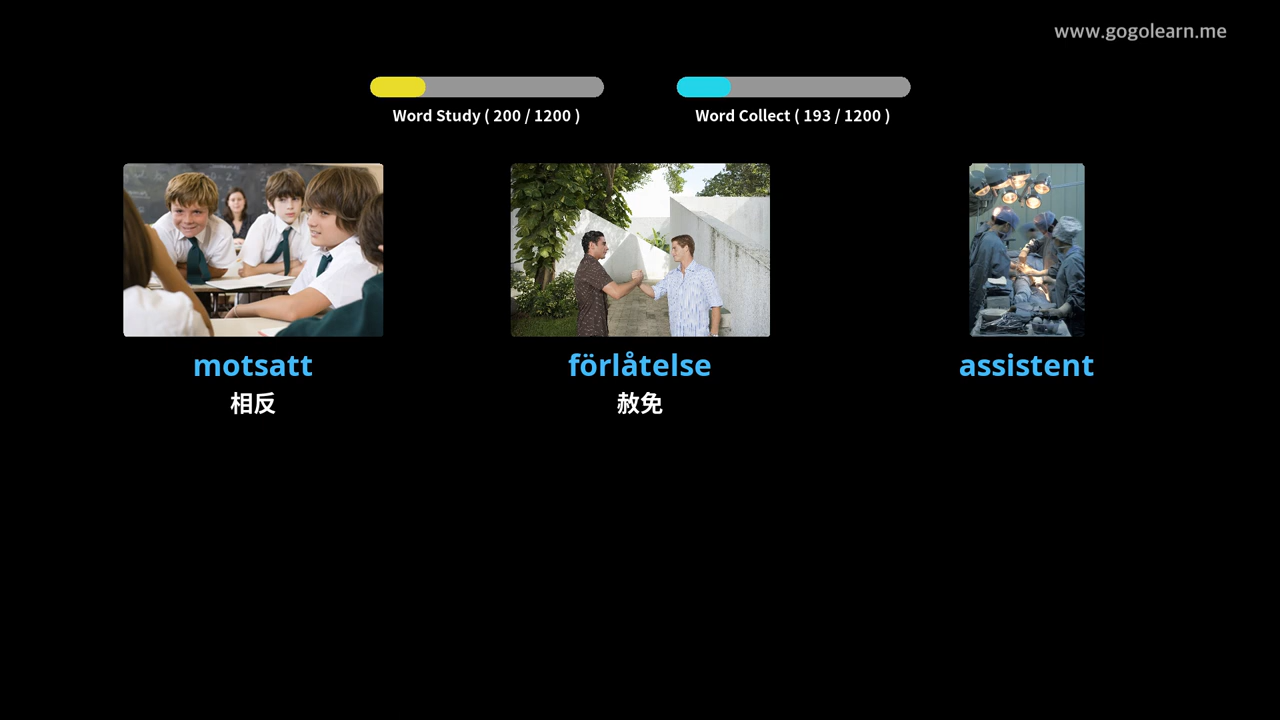 www.gogolearn.me
Word Study ( 200 / 1200 )
Word Collect ( 193 / 1200 )
motsatt
förlåtelse
assistent
相反
赦免